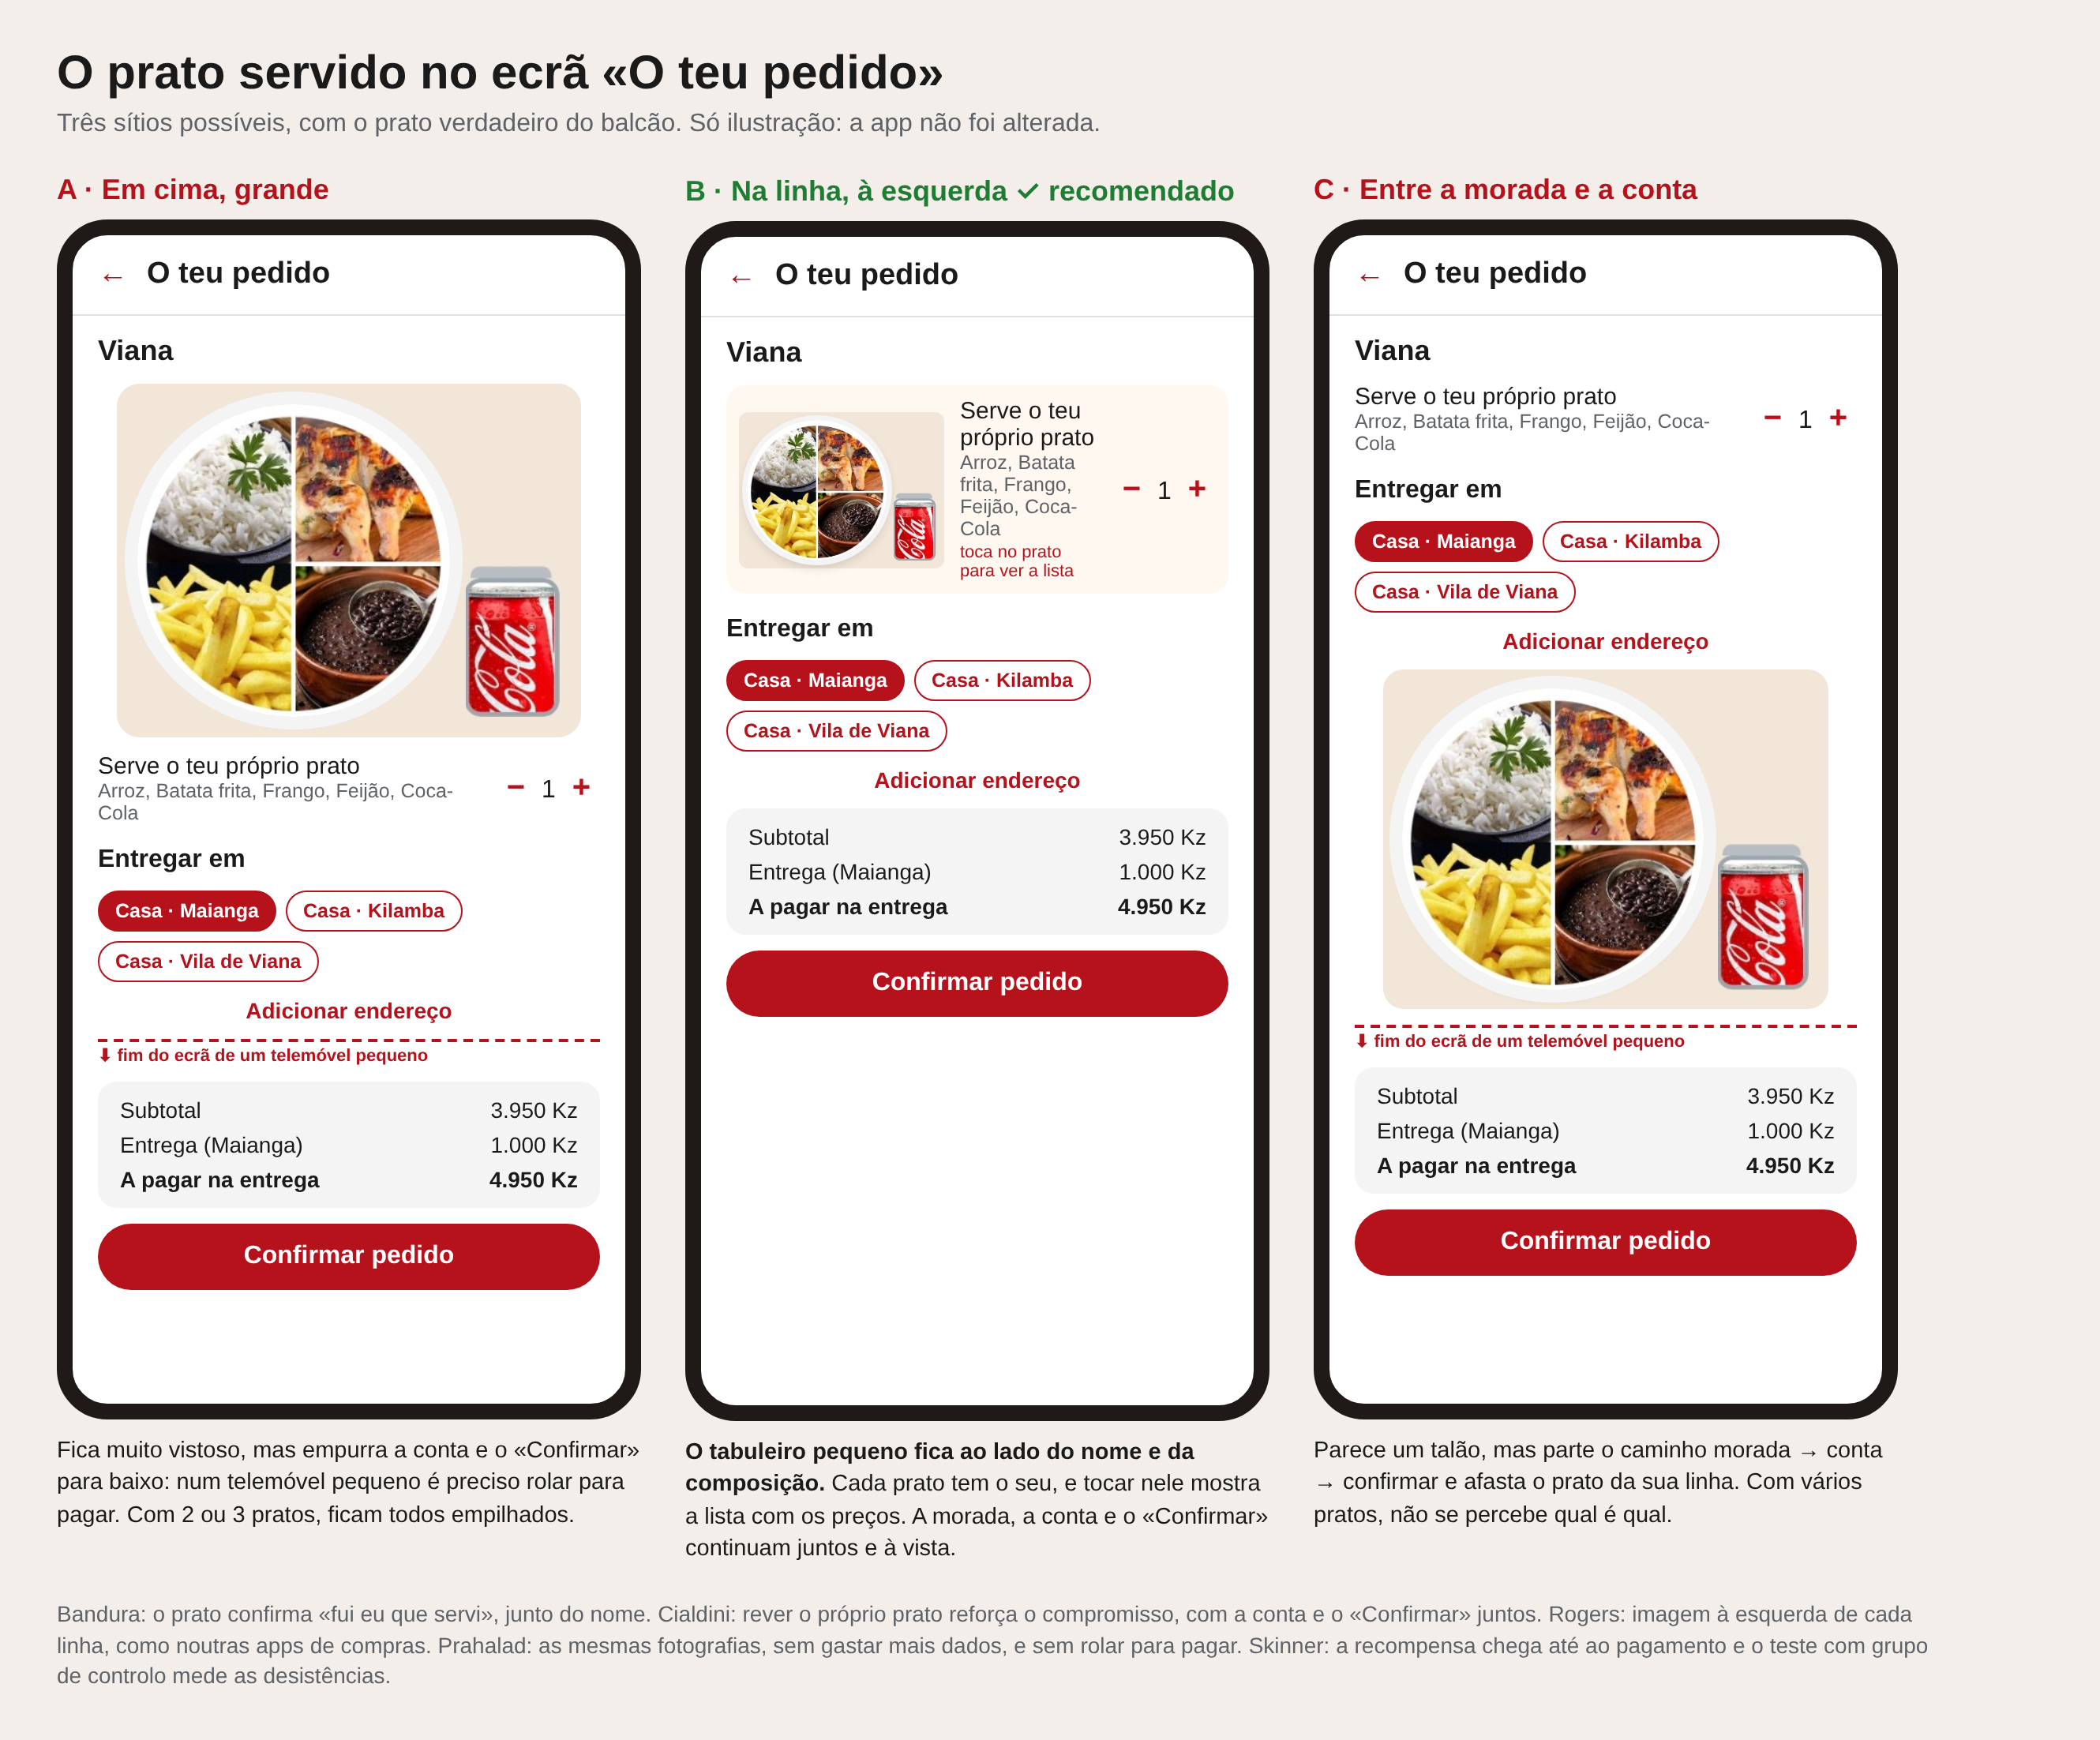 O prato servido no ecrã «O teu pedido»
Três sítios possíveis, com o prato verdadeiro do balcão. Só ilustração: a app não foi alterada.
A · Em cima, grande
← O teu pedido
Viana
Cola
Serve o teu próprio prato
Arroz, Batata frita, Frango, Feijão, Coca-
Cola
− 1 +
Entregar em
Casa · Maianga
Casa · Kilamba
Casa · Vila de Viana
Adicionar endereço
⬇ fim do ecrã de um telemóvel pequeno
Subtotal 3.950 Kz
Entrega (Maianga) 1.000 Kz
A pagar na entrega 4.950 Kz
Confirmar pedido
Fica muito vistoso, mas empurra a conta e o «Confirmar»
para baixo: num telemóvel pequeno é preciso rolar para
pagar. Com 2 ou 3 pratos, ficam todos empilhados.
B · Na linha, à esquerda ✓ recomendado
← O teu pedido
Viana
Cola
Serve o teu
próprio prato
Arroz, Batata
frita, Frango,
Feijão, Coca-
Cola
toca no prato
para ver a lista
− 1 +
Entregar em
Casa · Maianga
Casa · Kilamba
Casa · Vila de Viana
Adicionar endereço
Subtotal 3.950 Kz
Entrega (Maianga) 1.000 Kz
A pagar na entrega 4.950 Kz
Confirmar pedido
O tabuleiro pequeno fica ao lado do nome e da
composição. Cada prato tem o seu, e tocar nele mostra
a lista com os preços. A morada, a conta e o «Confirmar»
continuam juntos e à vista.
C · Entre a morada e a conta
← O teu pedido
Viana
Serve o teu próprio prato
Arroz, Batata frita, Frango, Feijão, Coca-
Cola
− 1 +
Entregar em
Casa · Maianga
Casa · Kilamba
Casa · Vila de Viana
Adicionar endereço
Cola
⬇ fim do ecrã de um telemóvel pequeno
Subtotal 3.950 Kz
Entrega (Maianga) 1.000 Kz
A pagar na entrega 4.950 Kz
Confirmar pedido
Parece um talão, mas parte o caminho morada → conta
→ confirmar e afasta o prato da sua linha. Com vários
pratos, não se percebe qual é qual.
Bandura: o prato confirma «fui eu que servi», junto do nome. Cialdini: rever o próprio prato reforça o compromisso, com a conta e o «Confirmar» juntos. Rogers: imagem à esquerda de cada
linha, como noutras apps de compras. Prahalad: as mesmas fotografias, sem gastar mais dados, e sem rolar para pagar. Skinner: a recompensa chega até ao pagamento e o teste com grupo
de controlo mede as desistências.